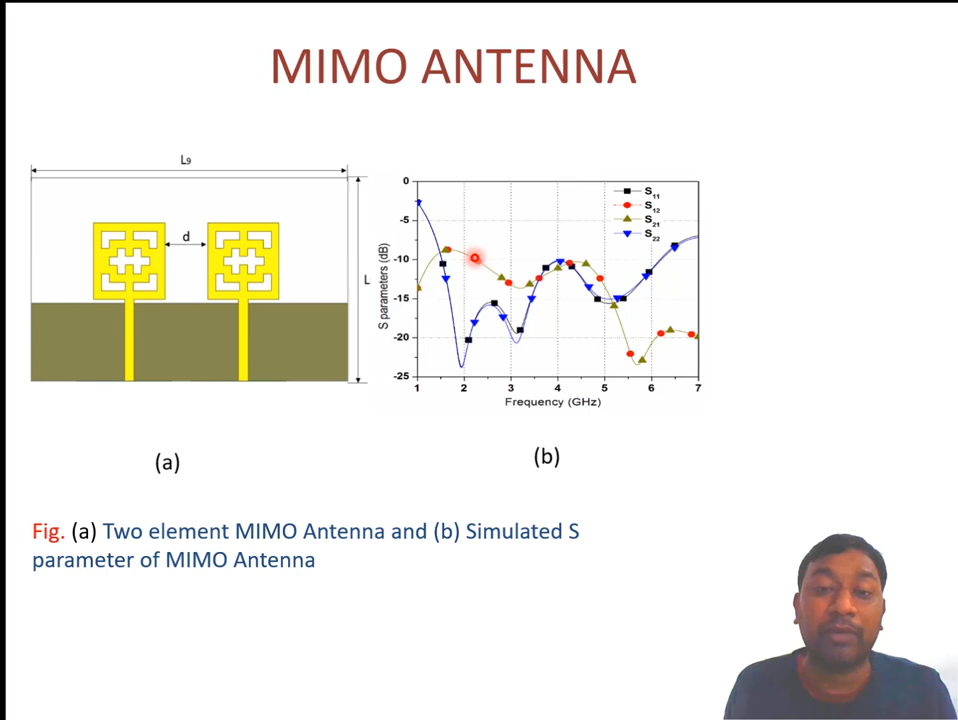 MIMO ANTENNA
L9
d
L
S parameters (dB)
0
-5
-10
-15
-20
-25
S11
S12
S21
S22
1 2 3 4 5 6 7
Frequency (GHz)
(a)
(b)
Fig. (a) Two element MIMO Antenna and (b) Simulated S
parameter of MIMO Antenna